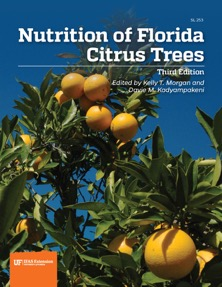 SL 253
Nutrition of Florida
Citrus Trees
Third Edition
Edited by Kelly T. Morgan and
Davie M. Kadyampakeni
UF IFAS Extension